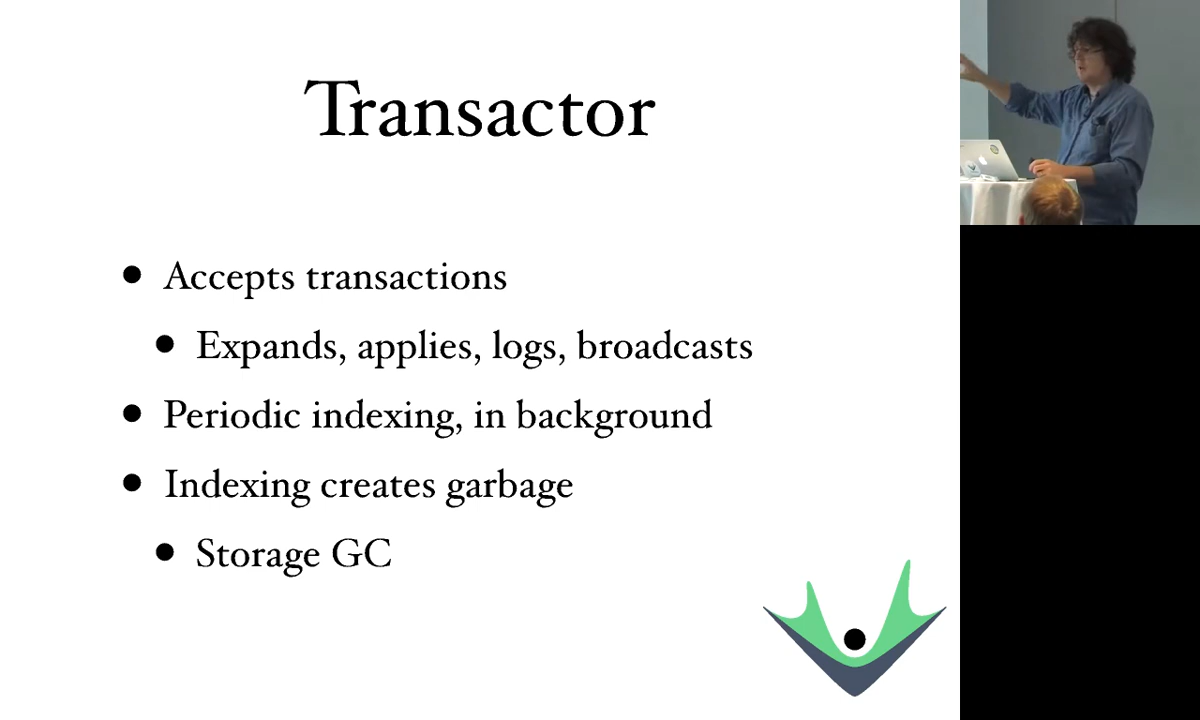 Transactor
• Accepts transactions
• Expands, applies, logs, broadcasts
• Periodic indexing, in background
• Indexing creates garbage
• Storage GC